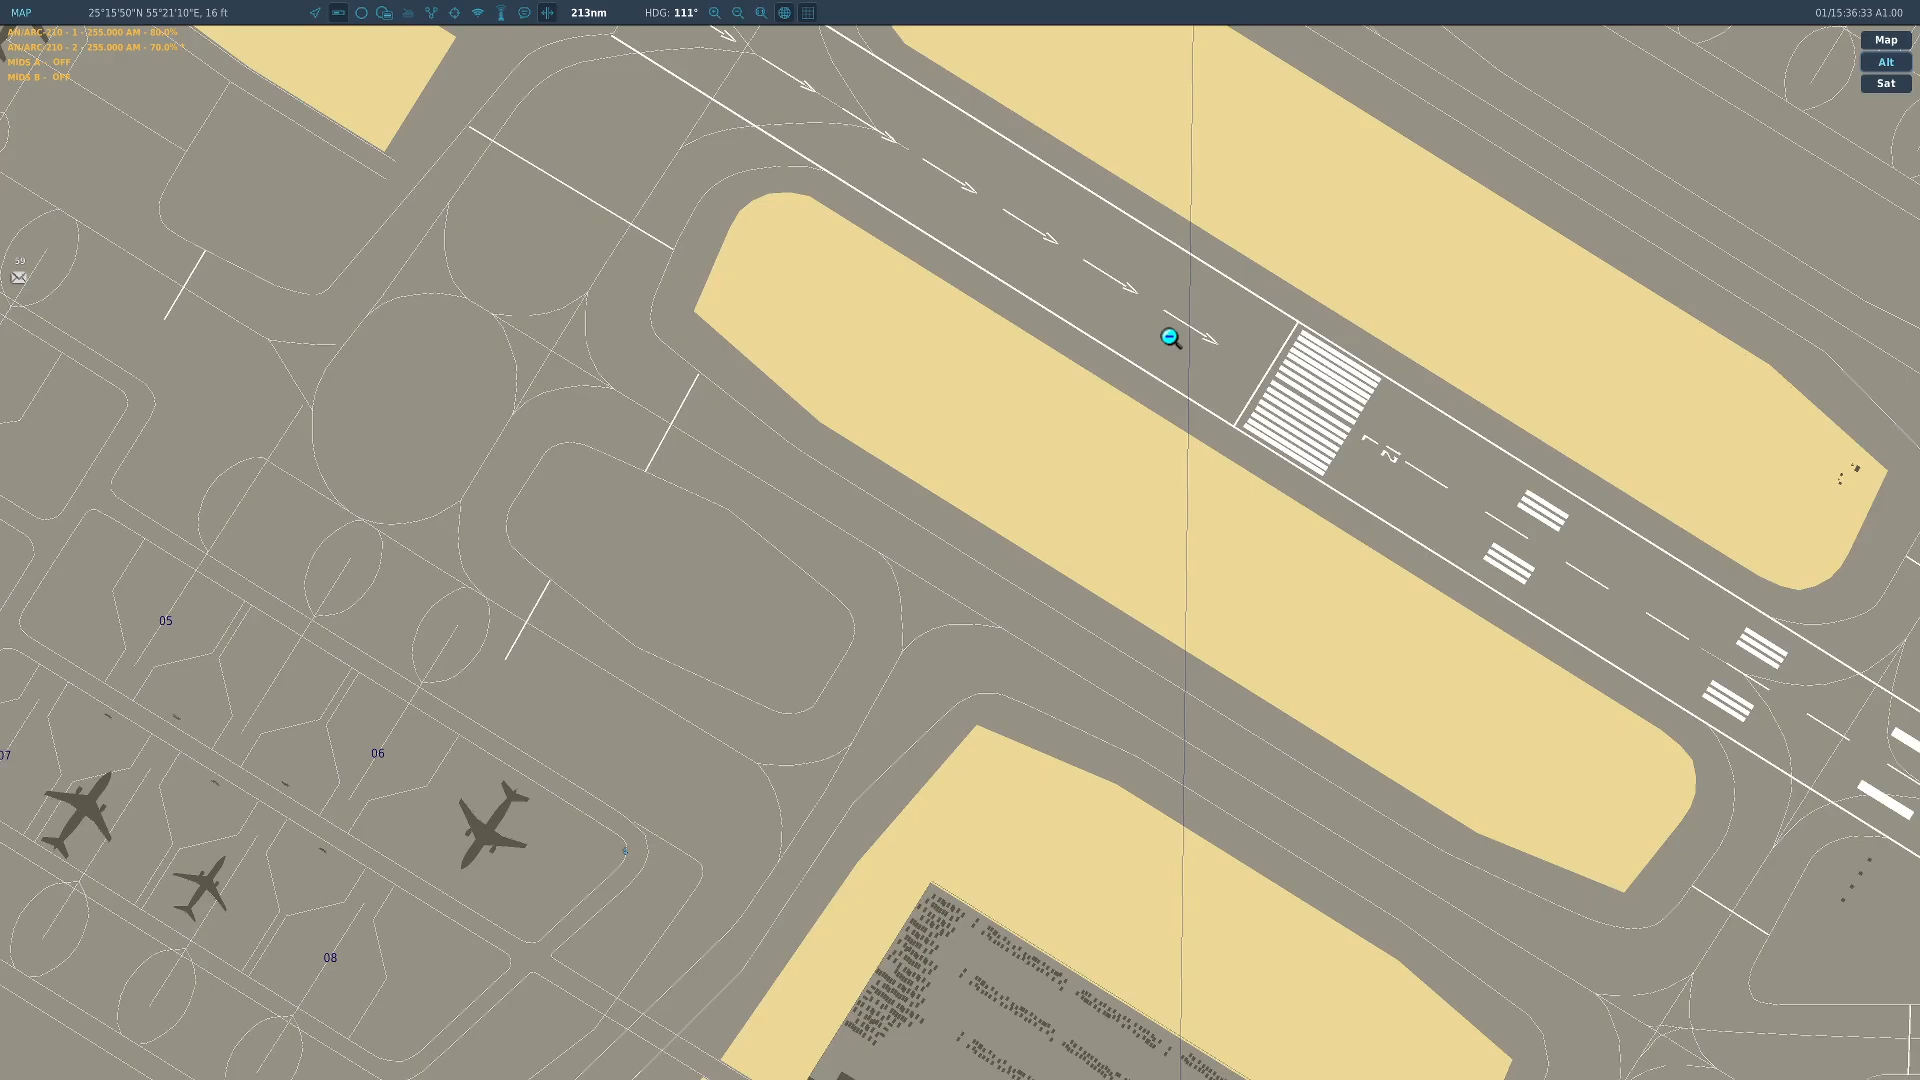 MAP 25°15'50"N 55°21'10"E, 16 ft 213nm HDG: 111° 01/15:36:33 A1.00
AN/ARC-210 - 1 - 255.000 AM - 80.0%
AN/ARC-210 - 2 - 255.000 AM - 70.0% *
MIDS A - OFF
MIDS B - OFF
Map
Alt
Sat
59
12
L
05
06
07
08